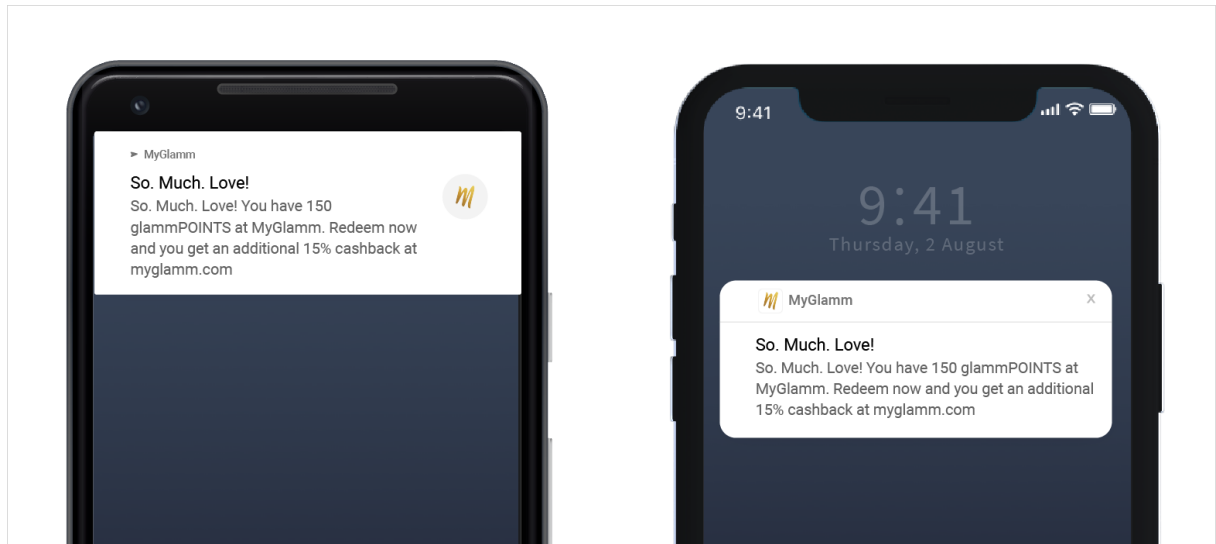 MyGlamm
So. Much. Love!
So. Much. Love! You have 150
glammPOINTS at MyGlamm. Redeem now
and you get an additional 15% cashback at
myglamm.com
M
9:41
9:41
Thursday, 2 August
M MyGlamm X
So. Much. Love!
So. Much. Love! You have 150 glammPOINTS at
MyGlamm. Redeem now and you get an additional
15% cashback at myglamm.com